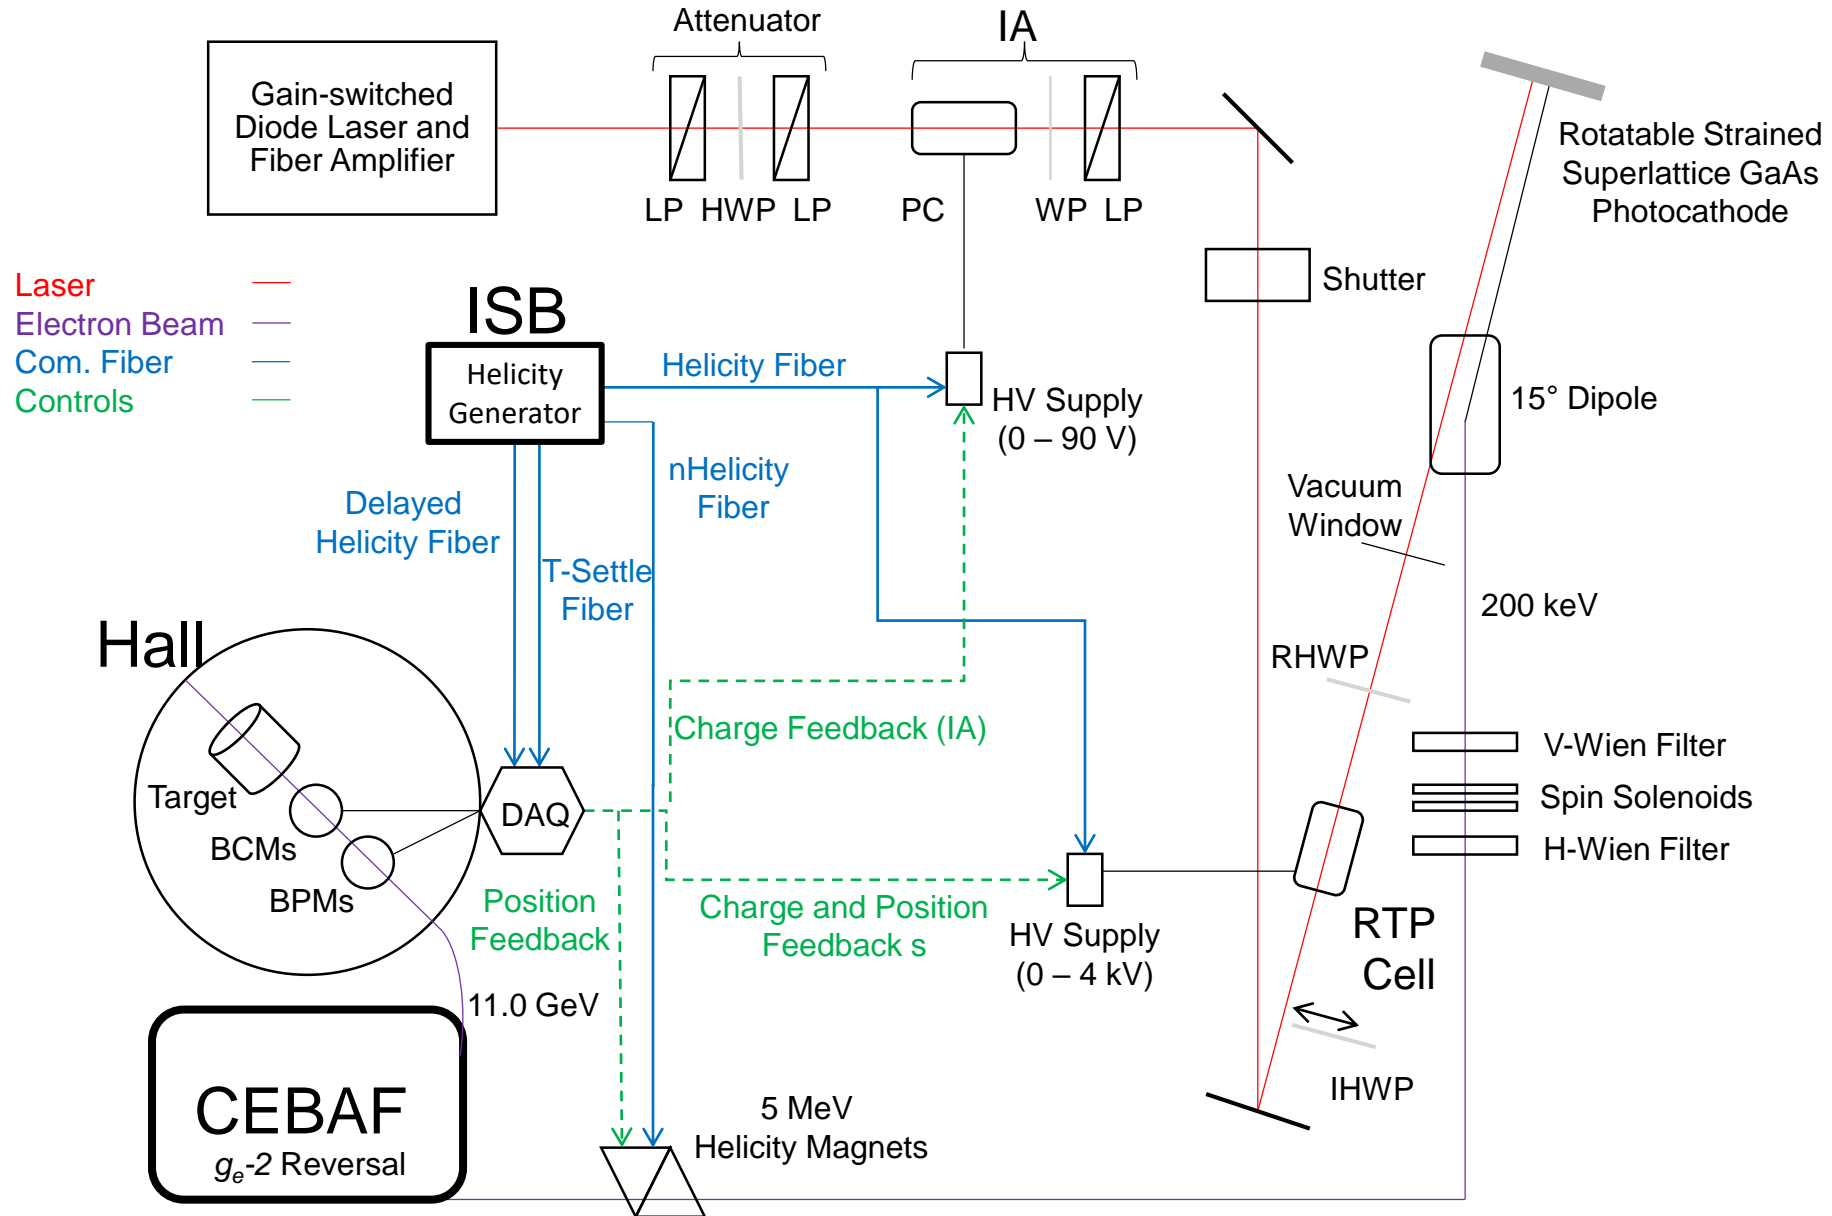 Attenuator
IA
Gain-switched
Diode Laser and
Fiber Amplifier
LP HWP LP
PC
WP LP
Rotatable Strained
Superlattice GaAs
Photocathode
Shutter
Laser
Electron Beam
Com. Fiber
Controls
ISB
Helicity
Generator
Helicity Fiber
HV Supply
(0 – 90 V)
15° Dipole
nHelicity
Fiber
Delayed
Helicity Fiber
T-Settle
Fiber
Vacuum
Window
200 keV
RHWP
Hall
Target
BCMs
BPMs
DAQ
Charge Feedback (IA)
V-Wien Filter
Spin Solenoids
H-Wien Filter
Position
Feedback
Charge and Position
Feedback s
HV Supply
(0 – 4 kV)
RTP
Cell
11.0 GeV
IHWP
CEBAF
ge-2 Reversal
5 MeV
Helicity Magnets